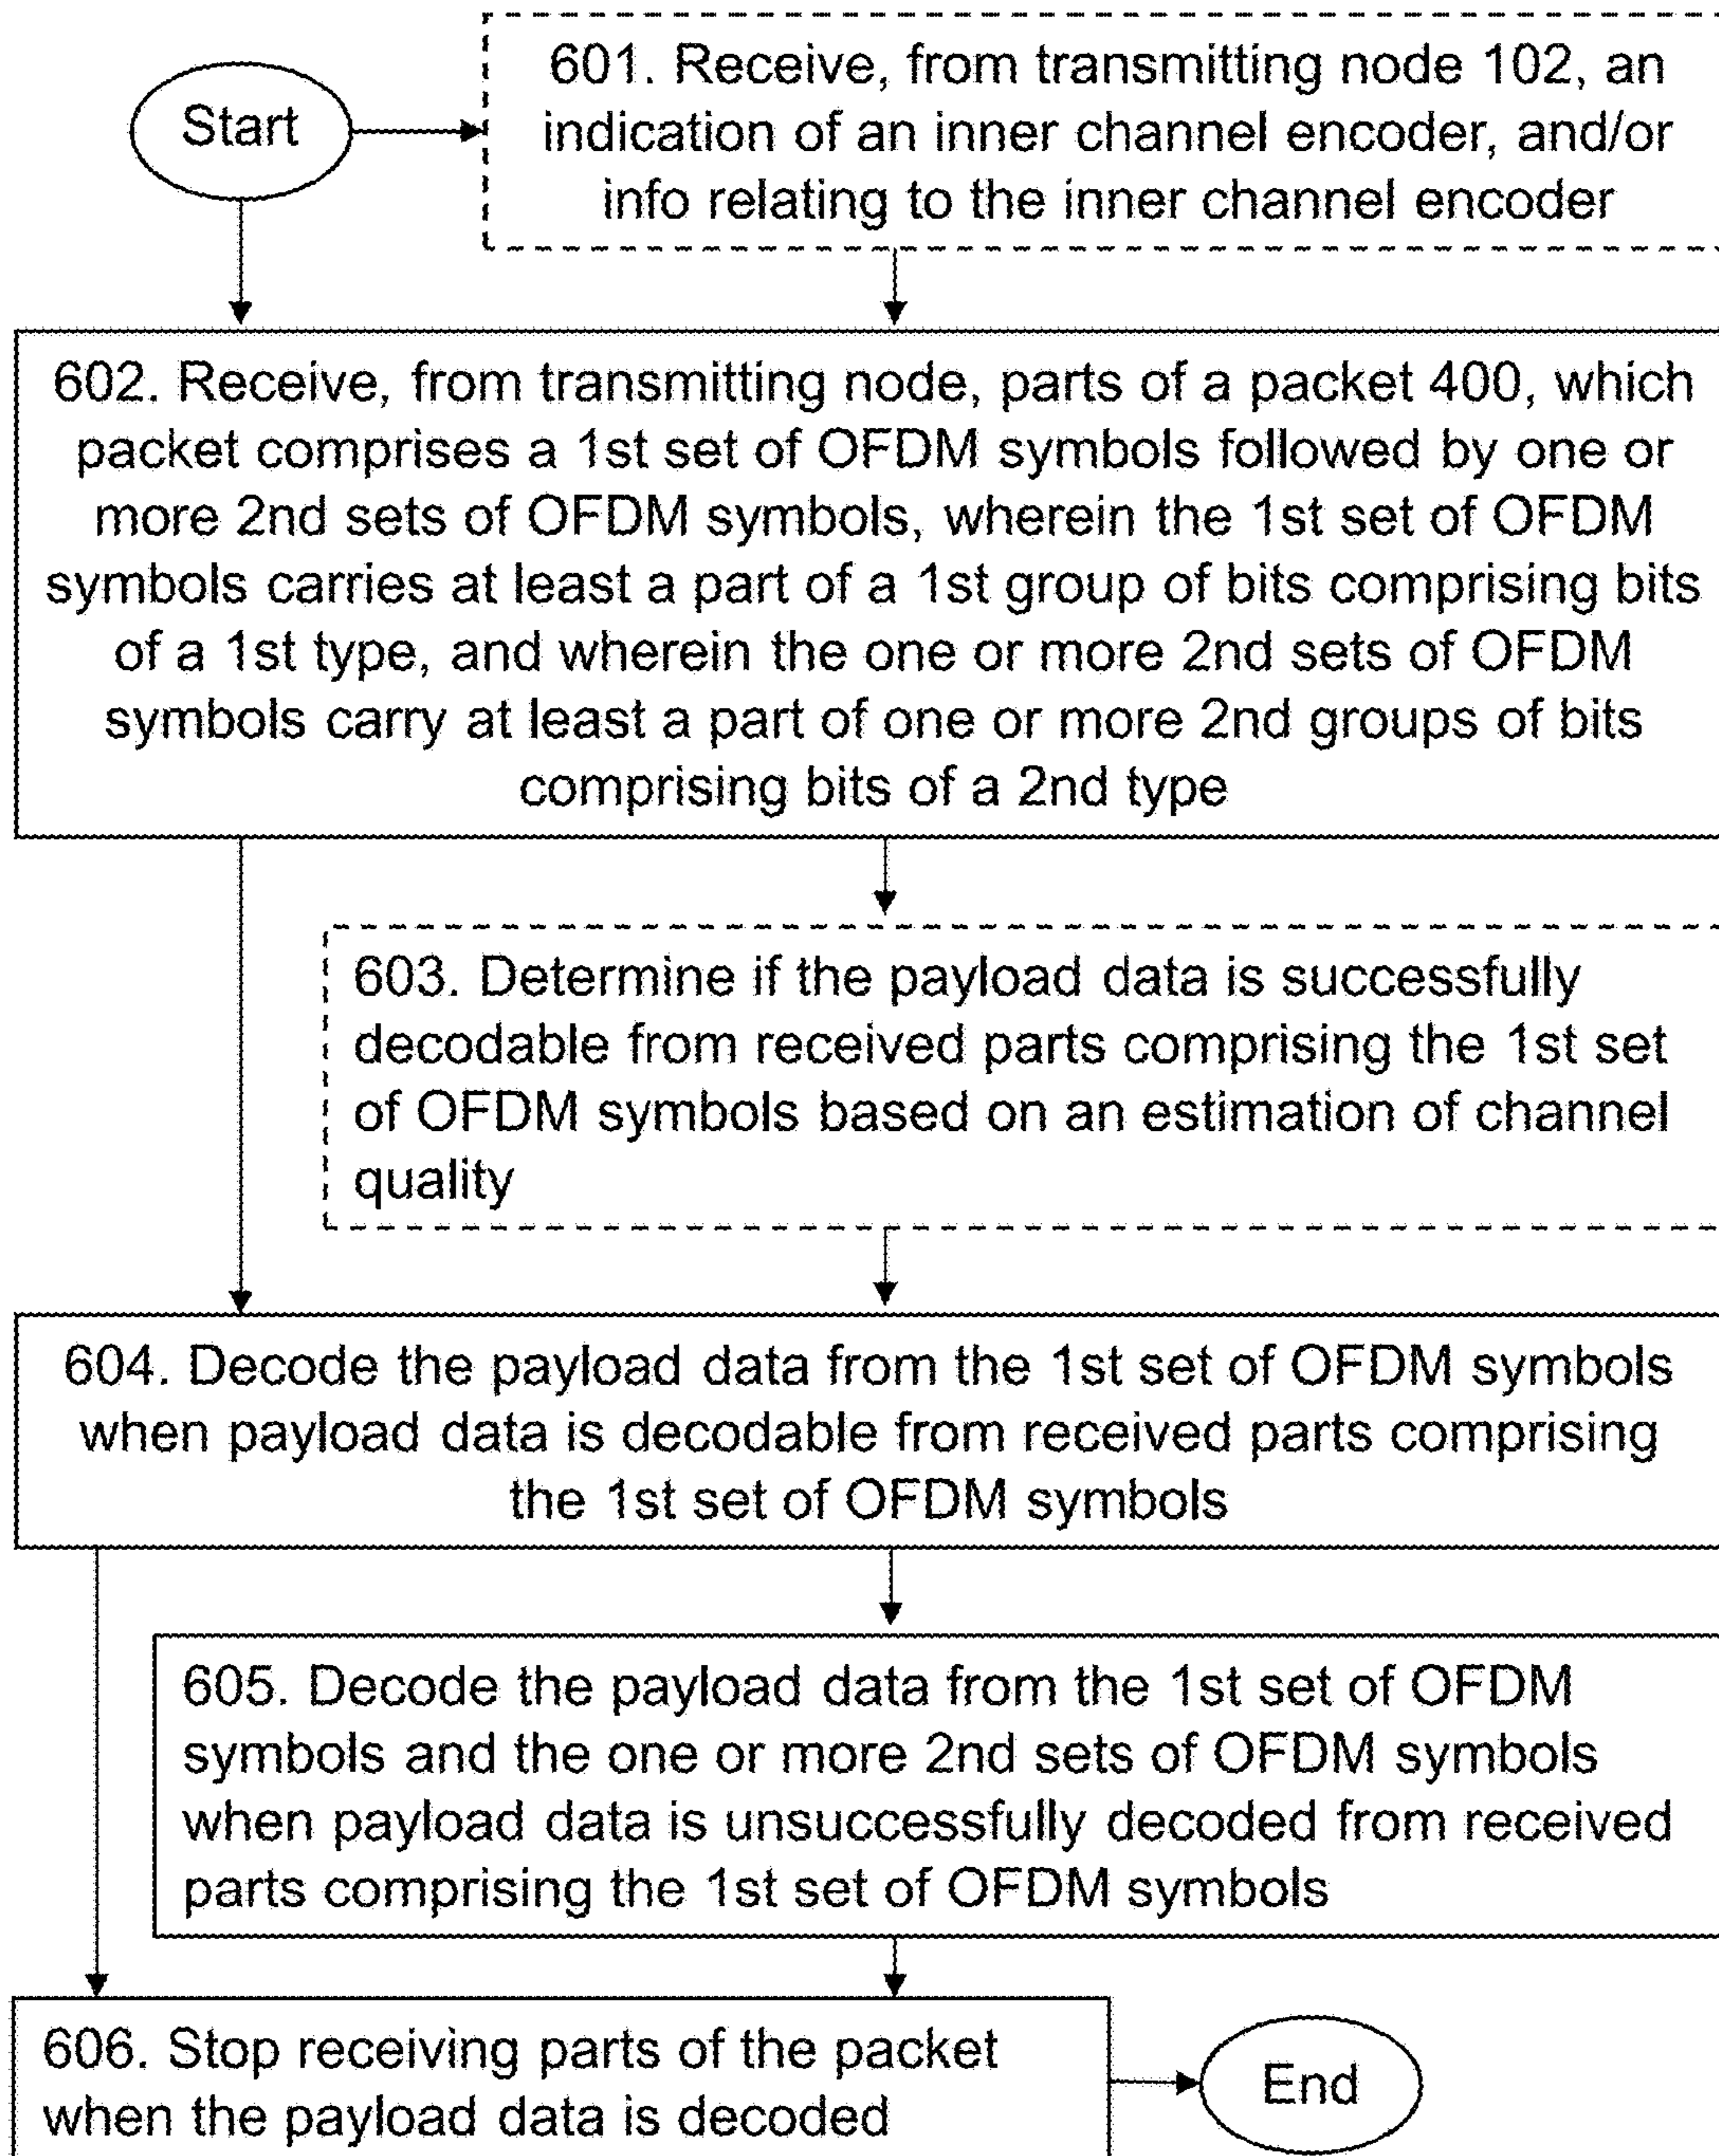 Start
601. Receive, from transmitting node 102, an
indication of an inner channel encoder, and/or
info relating to the inner channel encoder
602. Receive, from transmitting node, parts of a packet 400, which
packet comprises a 1st set of OFDM symbols followed by one or
more 2nd sets of OFDM symbols, wherein the 1st set of OFDM
symbols carries at least a part of a 1st group of bits comprising bits
of a 1st type, and wherein the one or more 2nd sets of OFDM
symbols carry at least a part of one or more 2nd groups of bits
comprising bits of a 2nd type
603. Determine if the payload data is successfully
decodable from received parts comprising the 1st set
of OFDM symbols based on an estimation of channel
quality
604. Decode the payload data from the 1st set of OFDM symbols
when payload data is decodable from received parts comprising
the 1st set of OFDM symbols
605. Decode the payload data from the 1st set of OFDM
symbols and the one or more 2nd sets of OFDM symbols
when payload data is unsuccessfully decoded from received
parts comprising the 1st set of OFDM symbols
606. Stop receiving parts of the packet
when the payload data is decoded
End